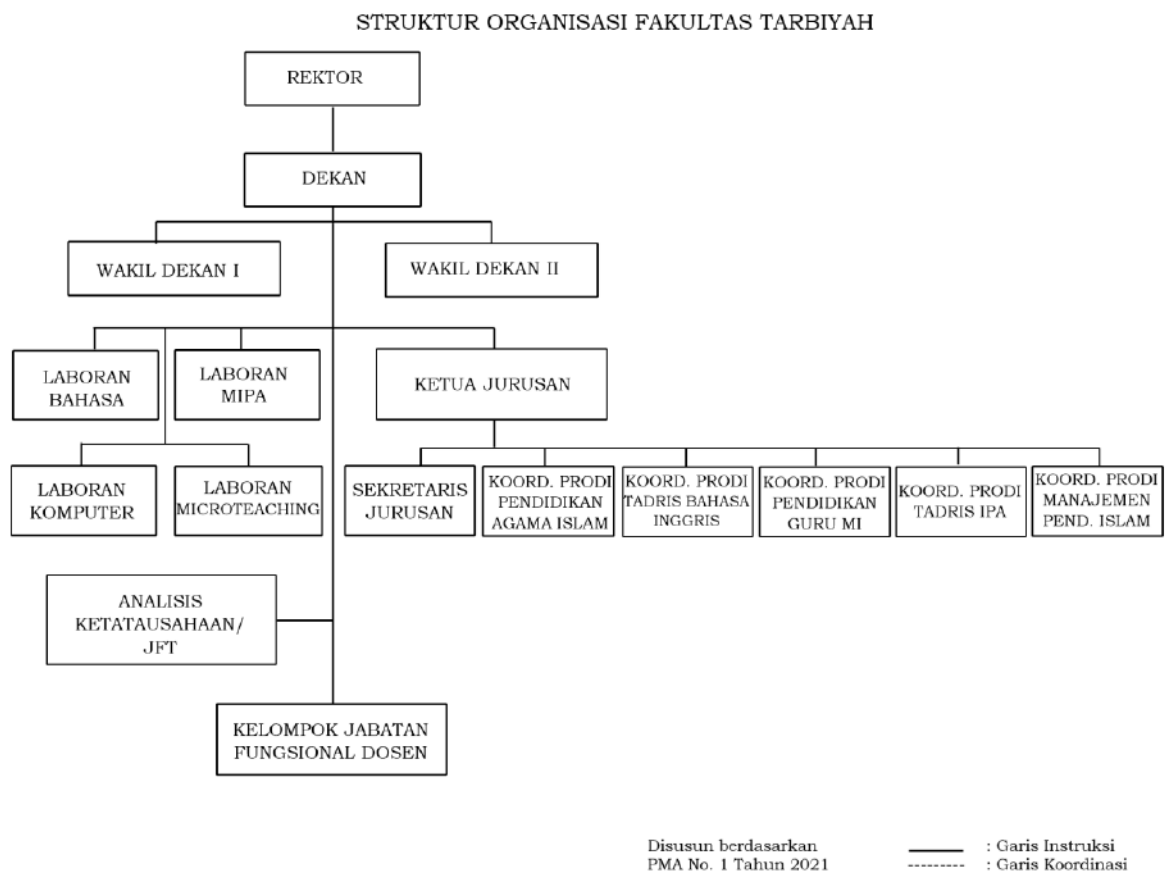 STRUKTUR ORGANISASI FAKULTAS TARBIYAH
REKTOR
DEKAN
WAKIL DEKAN I
WAKIL DEKAN II
LABORAN
BAHASA
LABORAN
MIPA
KETUA JURUSAN
LABORAN
KOMPUTER
LABORAN
MICROTEACHING
SEKRETARIS
JURUSAN
KOORD. PRODI
PENDIDIKAN
AGAMA ISLAM
KOORD. PRODI
TADRIS BAHASA
INGGRIS
KOORD. PRODI
PENDIDIKAN
GURU MI
KOORD. PRODI
TADRIS IPA
KOORD. PRODI
MANAJEMEN
PEND. ISLAM
ANALISIS
KETATAUSAHAAN/
JFT
KELOMPOK JABATAN
FUNGSIONAL DOSEN
Disusun berdasarkan
PMA No. 1 Tahun 2021
: Garis Instruksi
: Garis Koordinasi